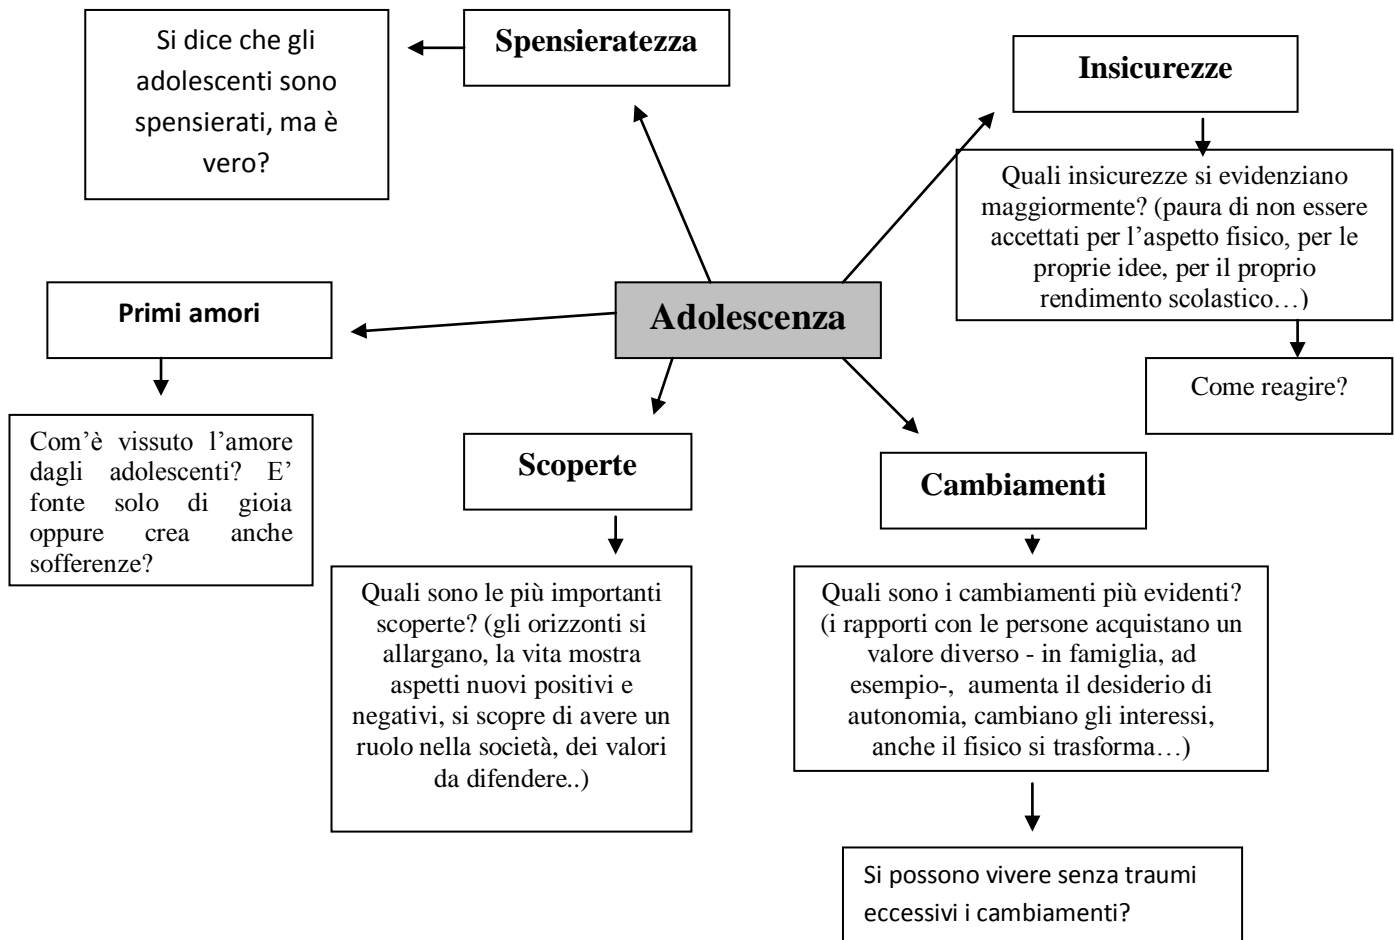 Spensieratezza
Si dice che gli
adolescenti sono
spensierati, ma è
vero?
Insicurezze
Quali insicurezze si evidenziano
maggiormente? (paura di non essere
accettati per l’aspetto fisico, per le
proprie idee, per il proprio
rendimento scolastico…)
Come reagire?
Adolescenza
Primi amori
Com’è vissuto l’amore
dagli adolescenti? E’
fonte solo di gioia
oppure crea anche
sofferenze?
Scoperte
Quali sono le più importanti
scoperte? (gli orizzonti si
allargano, la vita mostra
aspetti nuovi positivi e
negativi, si scopre di avere un
ruolo nella società, dei valori
da difendere..)
Cambiamenti
Quali sono i cambiamenti più evidenti?
(i rapporti con le persone acquistano un
valore diverso - in famiglia, ad
esempio-, aumenta il desiderio di
autonomia, cambiano gli interessi,
anche il fisico si trasforma…)
Si possono vivere senza traumi
eccessivi i cambiamenti?